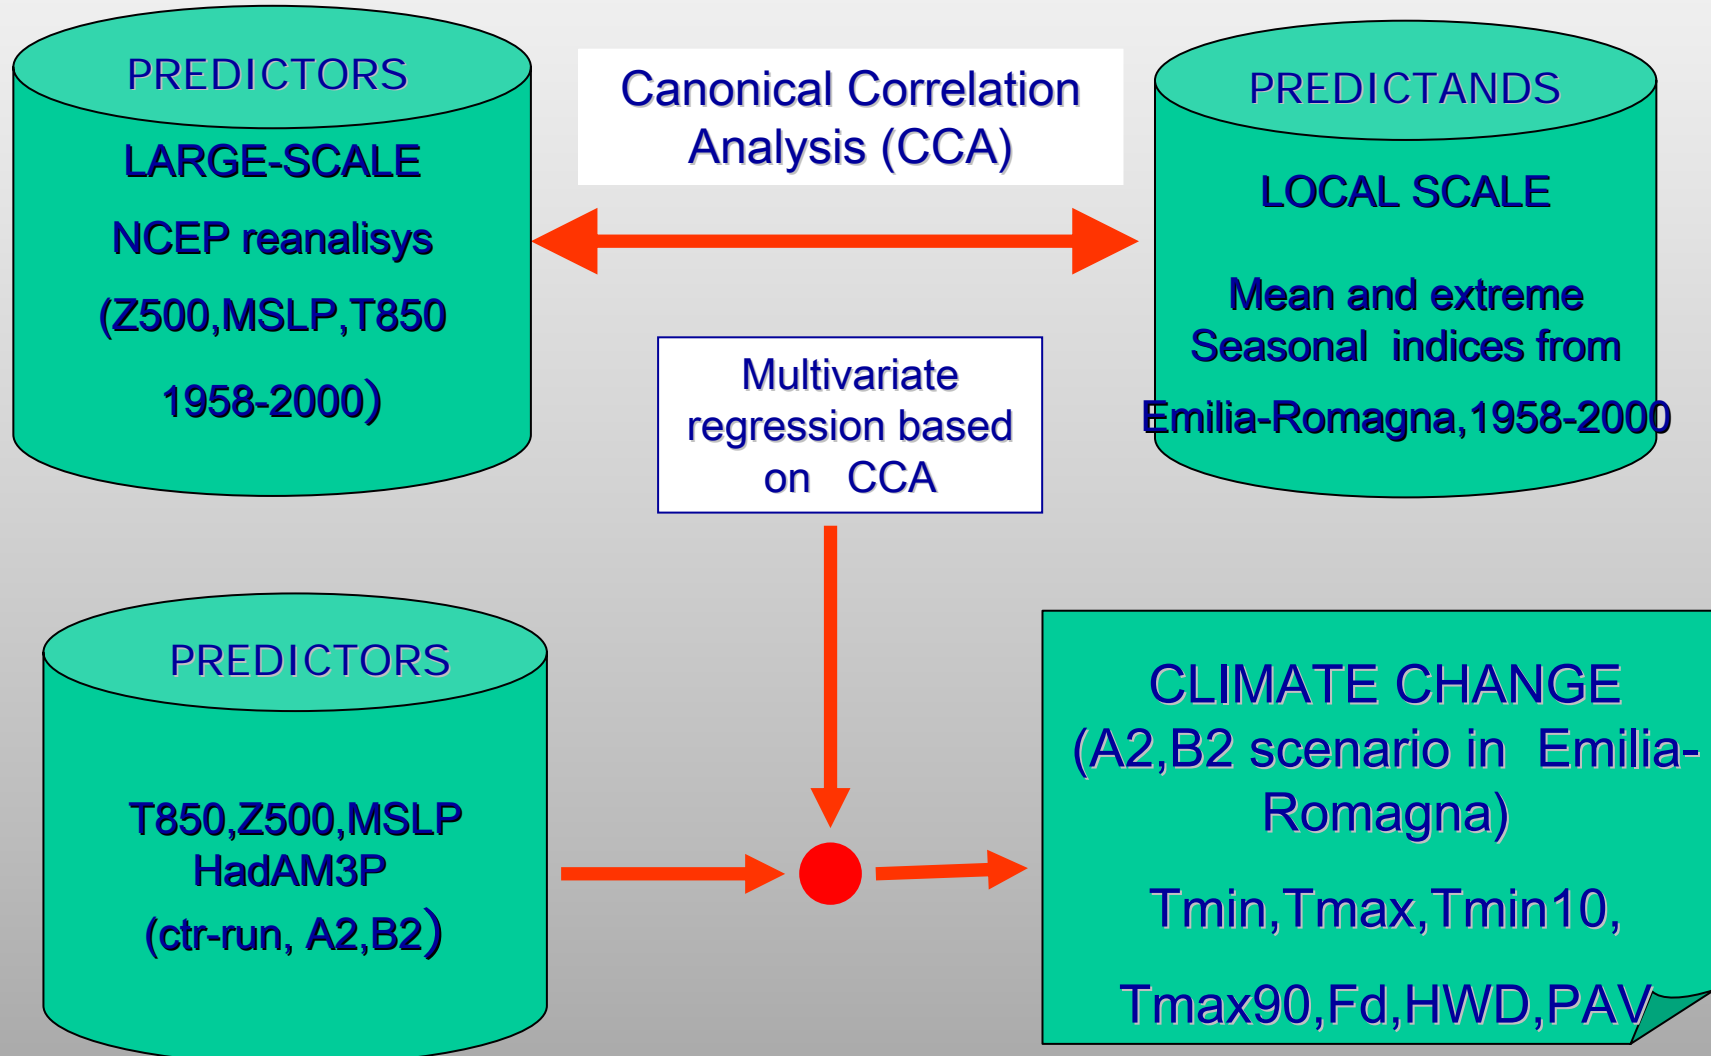 PREDICTORS
LARGE-SCALE
NCEP reanalisys
(Z500,MSLP,T850
1958-2000)
Canonical Correlation
Analysis (CCA)
PREDICTANDS
LOCAL SCALE
Mean and extreme
Seasonal indices from
Emilia-Romagna,1958-2000
Multivariate
regression based
on CCA
PREDICTORS
T850,Z500,MSLP
HadAM3P
(ctr-run, A2,B2)
CLIMATE CHANGE
(A2,B2 scenario in Emilia-
Romagna)
Tmin,Tmax,Tmin10,
Tmax90,Fd,HWD,PAV